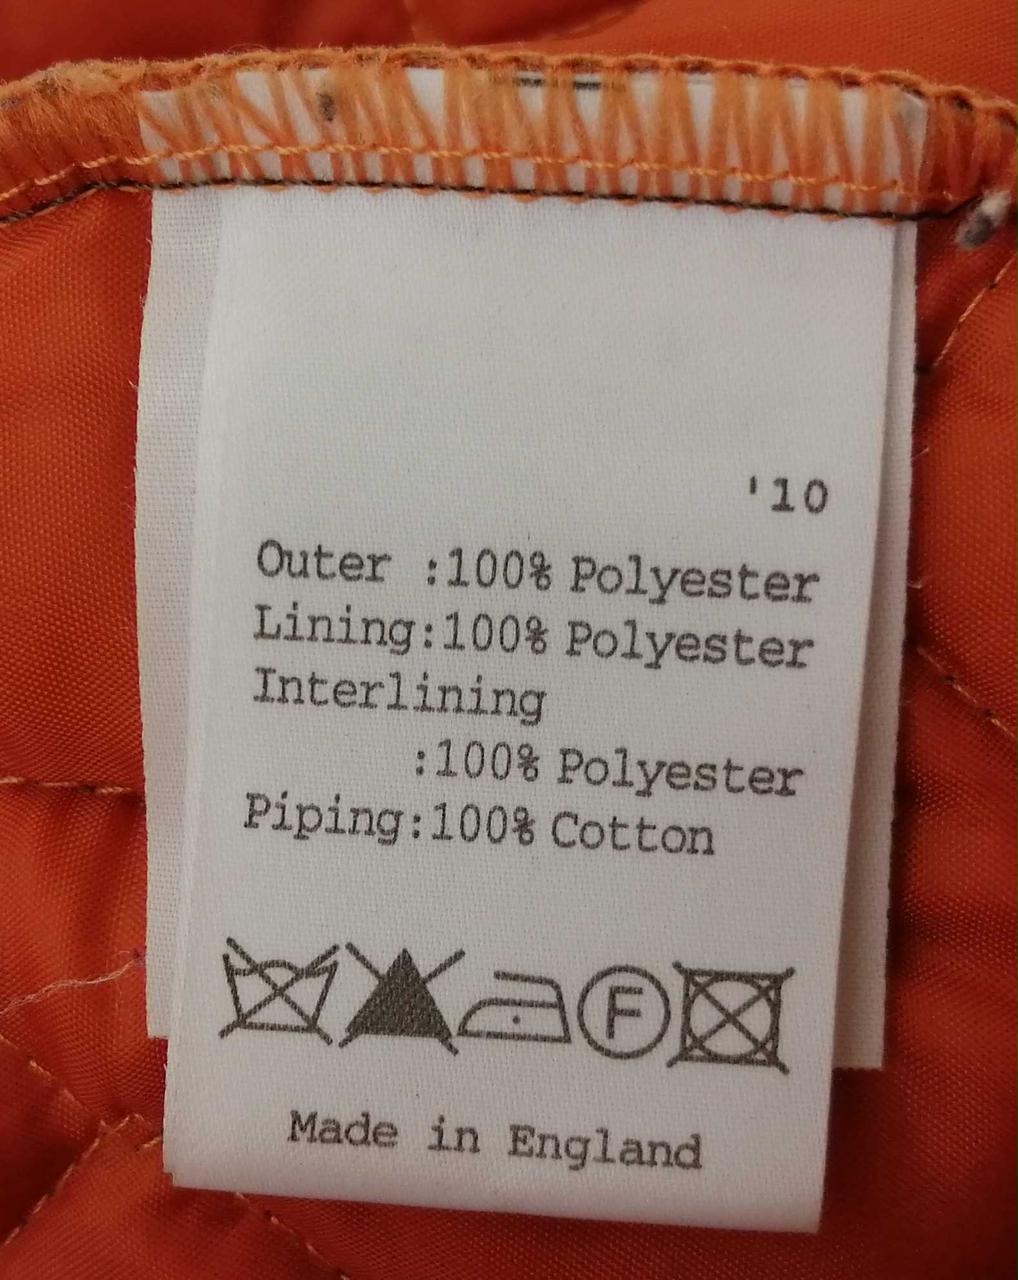 '10
Outer :100% Polyester
Lining:100% Polyester
Interlining
:100% Polyester
Piping:100% Cotton
F
Made in England